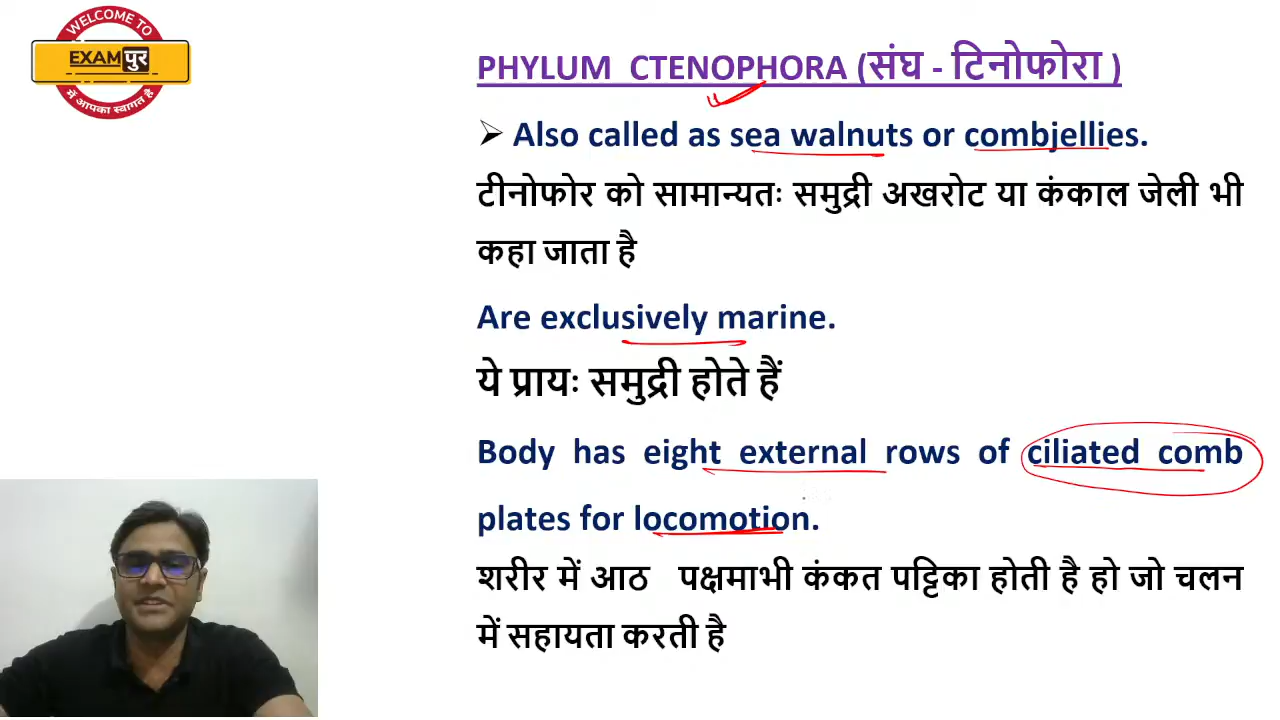 WELCOME TO
EXAMपुर
में आपका स्वागत है
PHYLUM CTENOPHORA (संघ - टिनोफोरा )
➤ Also called as sea walnuts or combjellies.
टीनोफोर को सामान्यतः समुद्री अखरोट या कंकाल जेली भी
कहा जाता है
Are exclusively marine.
ये प्रायः समुद्री होते हैं
Body has eight external rows of ciliated comb
plates for locomotion.
शरीर में आठ पक्षमाभी कंकत पट्टिका होती है हो जो चलन
में सहायता करती है